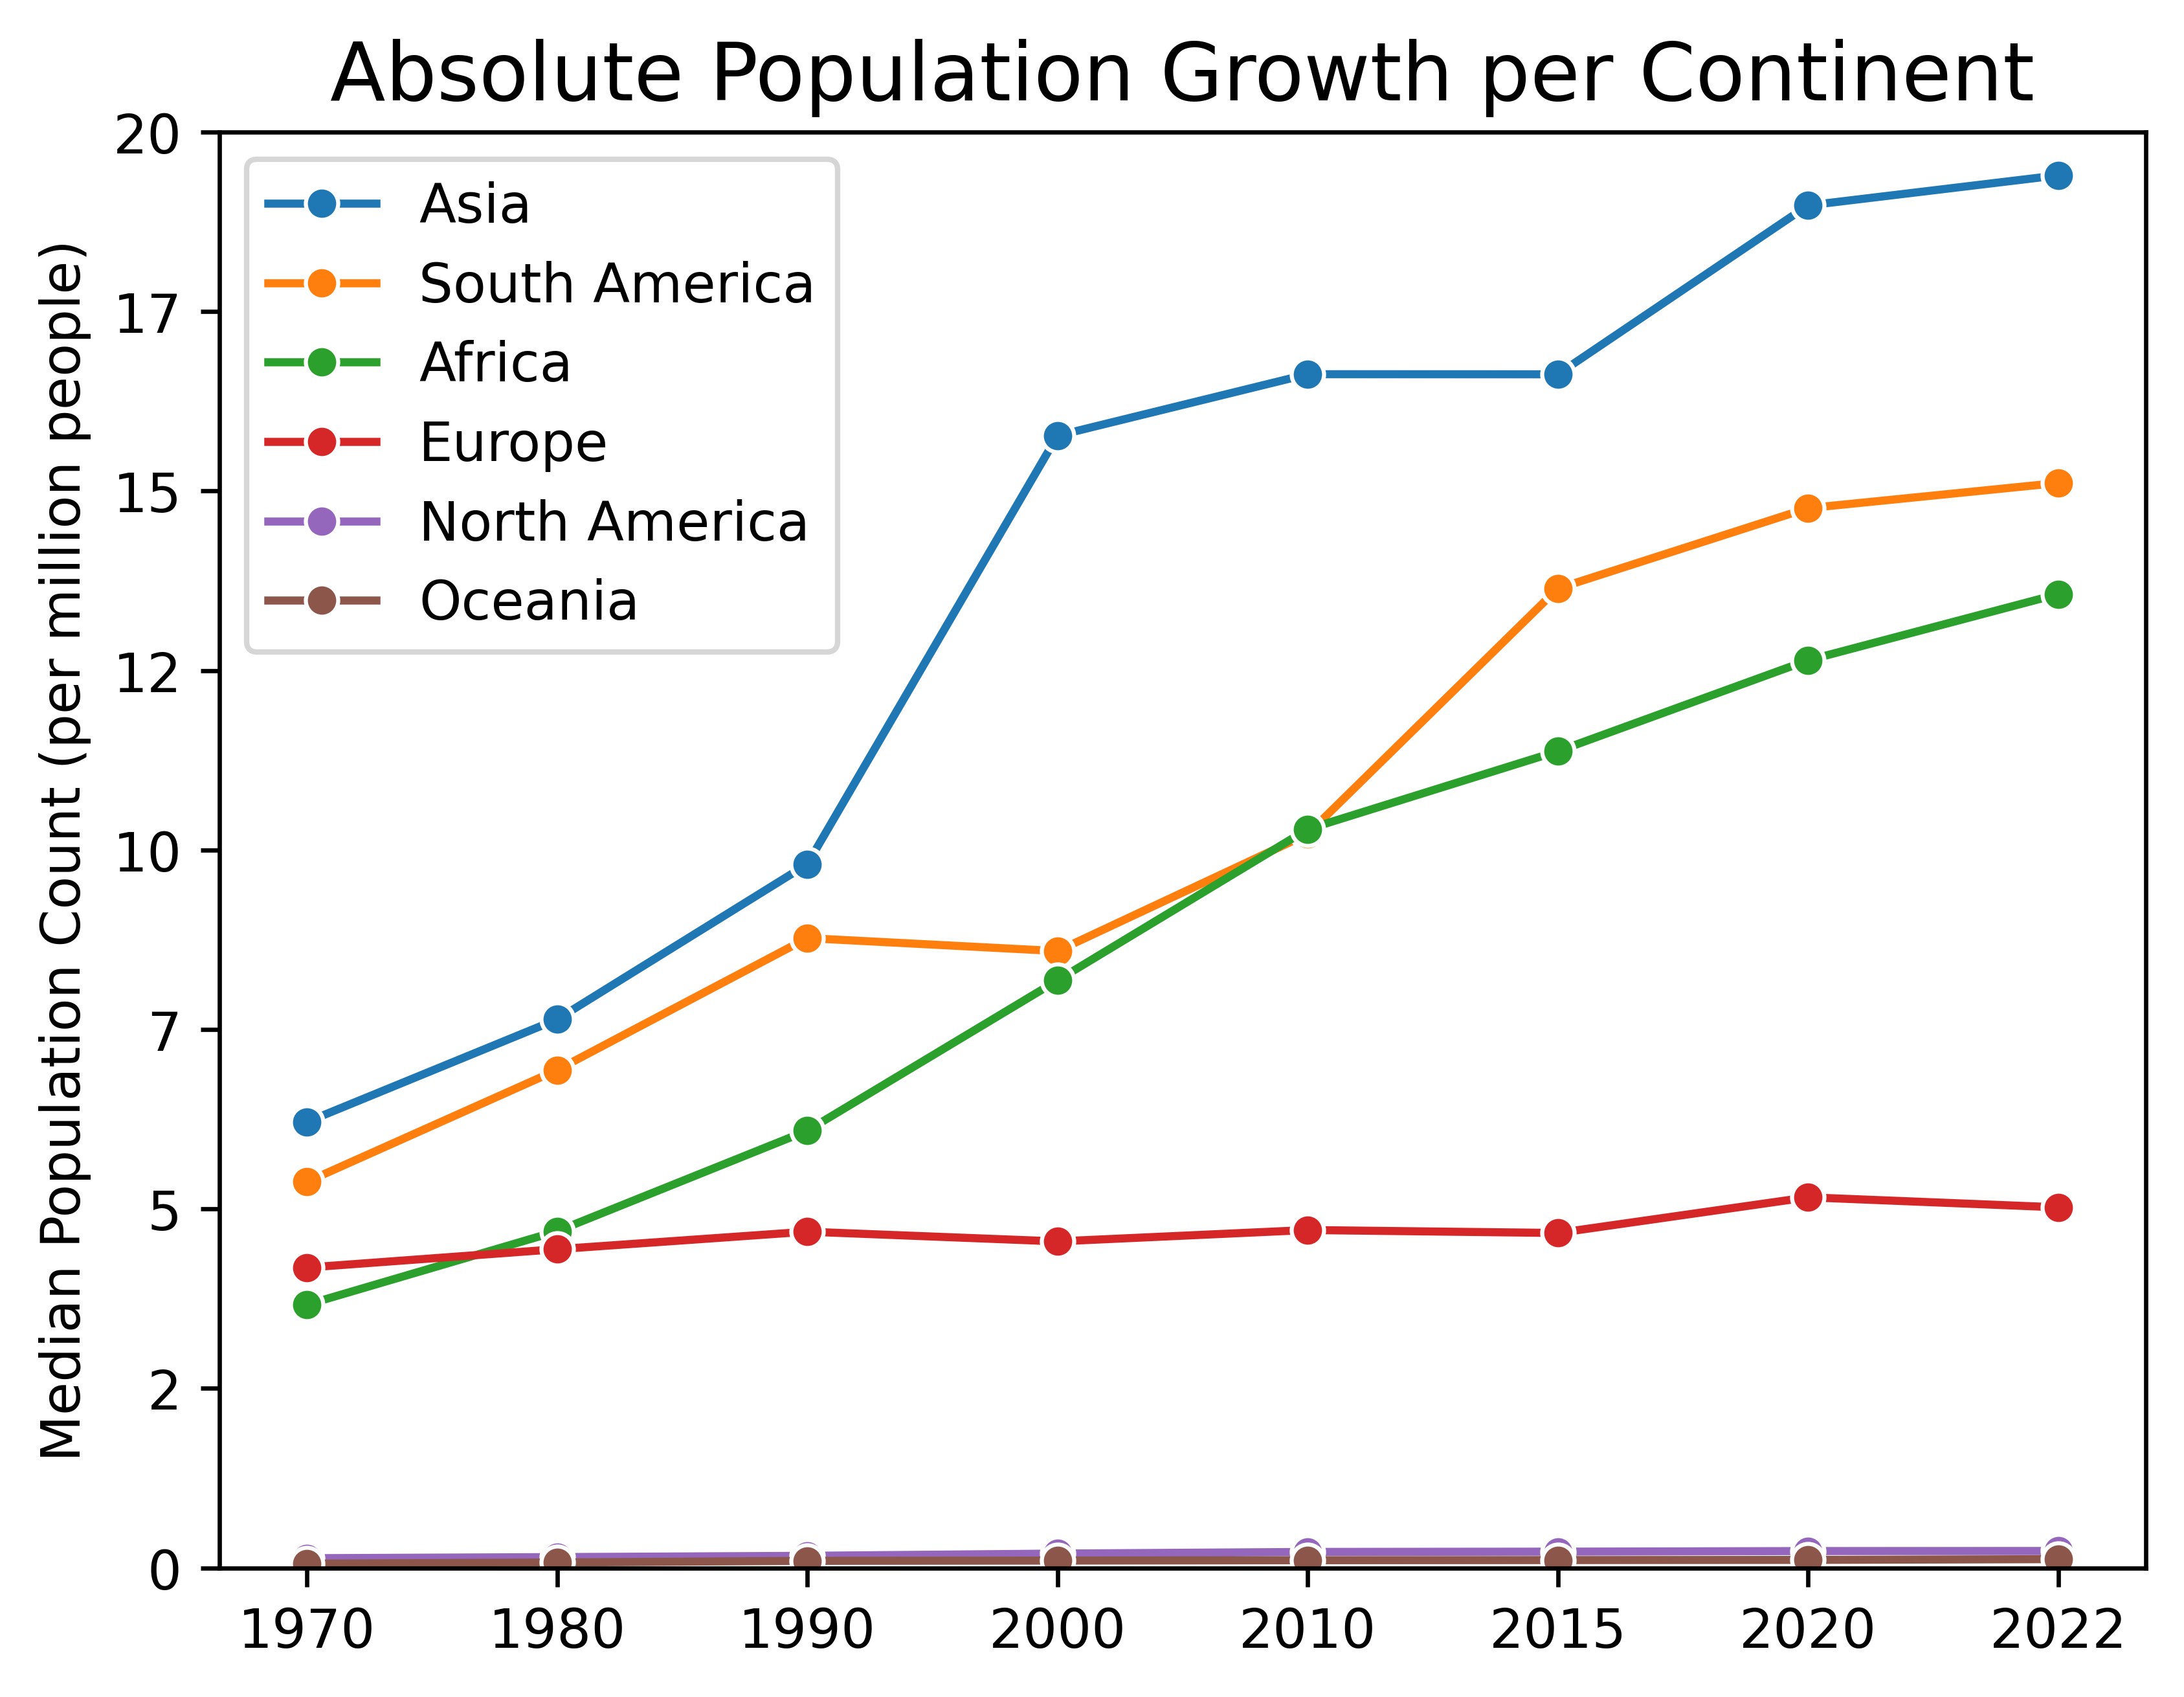 Absolute Population Growth per Continent
Median Population Count (per million people)
20
17
15
12
10
7
5
2
0
Asia
South America
Africa
Europe
North America
Oceania
1970 1980 1990 2000 2010 2015 2020 2022